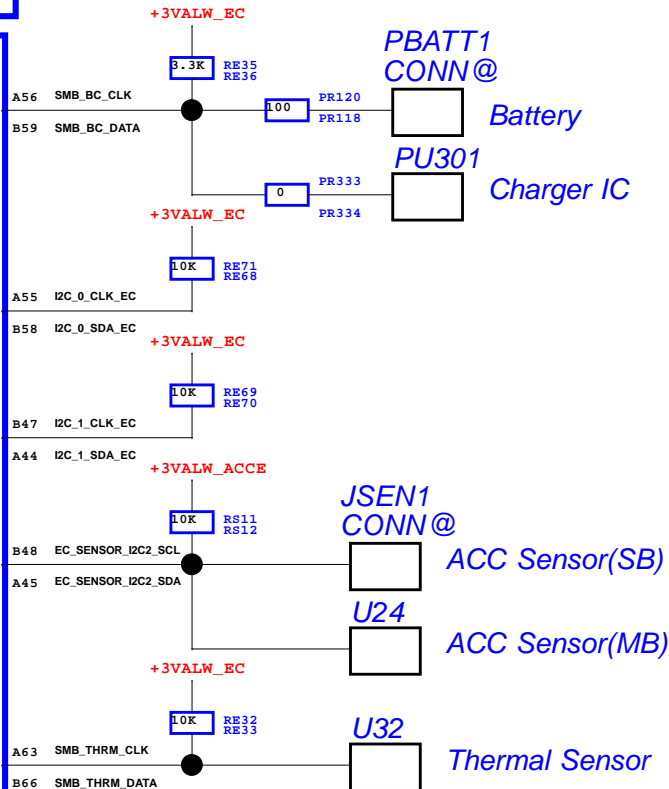 +3VALW_EC
3.3K RE35
RE36
PBATT1
CONN@
A56 SMB_BC_CLK
100 PR120
PR118
Battery
B59 SMB_BC_DATA
PU301
0 PR333
PR334
Charger IC
+3VALW_EC
10K RE71
RE68
A55 I2C_0_CLK_EC
B58 I2C_0_SDA_EC
+3VALW_EC
10K RE69
RE70
B47 I2C_1_CLK_EC
A44 I2C_1_SDA_EC
+3VALW_ACCE
10K RS11
RS12
JSEN1
CONN@
B48 EC_SENSOR_I2C2_SCL
ACC Sensor(SB)
A45 EC_SENSOR_I2C2_SDA
U24
ACC Sensor(MB)
+3VALW_EC
10K RE32
RE33
U32
A63 SMB_THRM_CLK
Thermal Sensor
B66 SMB_THRM_DATA